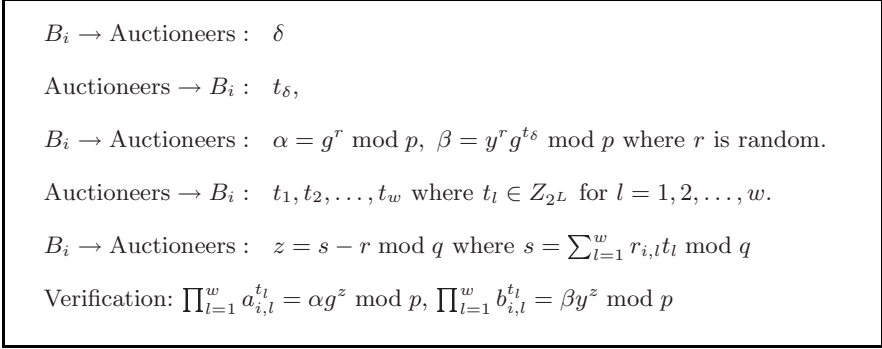 B_i → Auctioneers :   δ
Auctioneers → B_i :   t_δ,
B_i → Auctioneers :   α = g^r mod p, β = y^r g^{t_δ} mod p where r is random.
Auctioneers → B_i :   t_1, t_2, . . . , t_w where t_l ∈ Z_{2^L} for l = 1, 2, . . . , w.
B_i → Auctioneers :   z = s − r mod q where s = ∑_{l=1}^{w} r_{i,l} t_l mod q
Verification: ∏_{l=1}^{w} a_{i,l}^{t_l} = αg^z mod p, ∏_{l=1}^{w} b_{i,l}^{t_l} = βy^z mod p